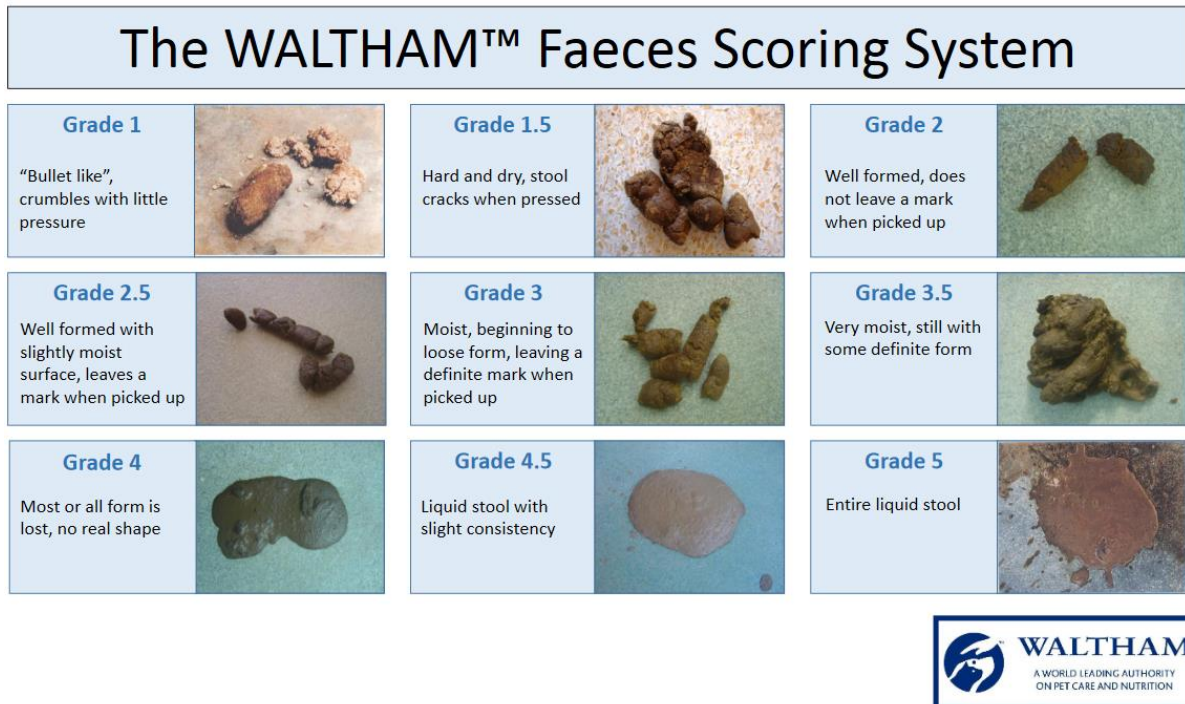 The WALTHAM™ Faeces Scoring System
Grade 1
“Bullet like”,
crumbles with little
pressure
Grade 1.5
Hard and dry, stool
cracks when pressed
Grade 2
Well formed, does
not leave a mark
when picked up
Grade 2.5
Well formed with
slightly moist
surface, leaves a
mark when picked up
Grade 3
Moist, beginning to
loose form, leaving a
definite mark when
picked up
Grade 3.5
Very moist, still with
some definite form
Grade 4
Most or all form is
lost, no real shape
Grade 4.5
Liquid stool with
slight consistency
Grade 5
Entire liquid stool
WALTHAM
A WORLD LEADING AUTHORITY
ON PET CARE AND NUTRITION